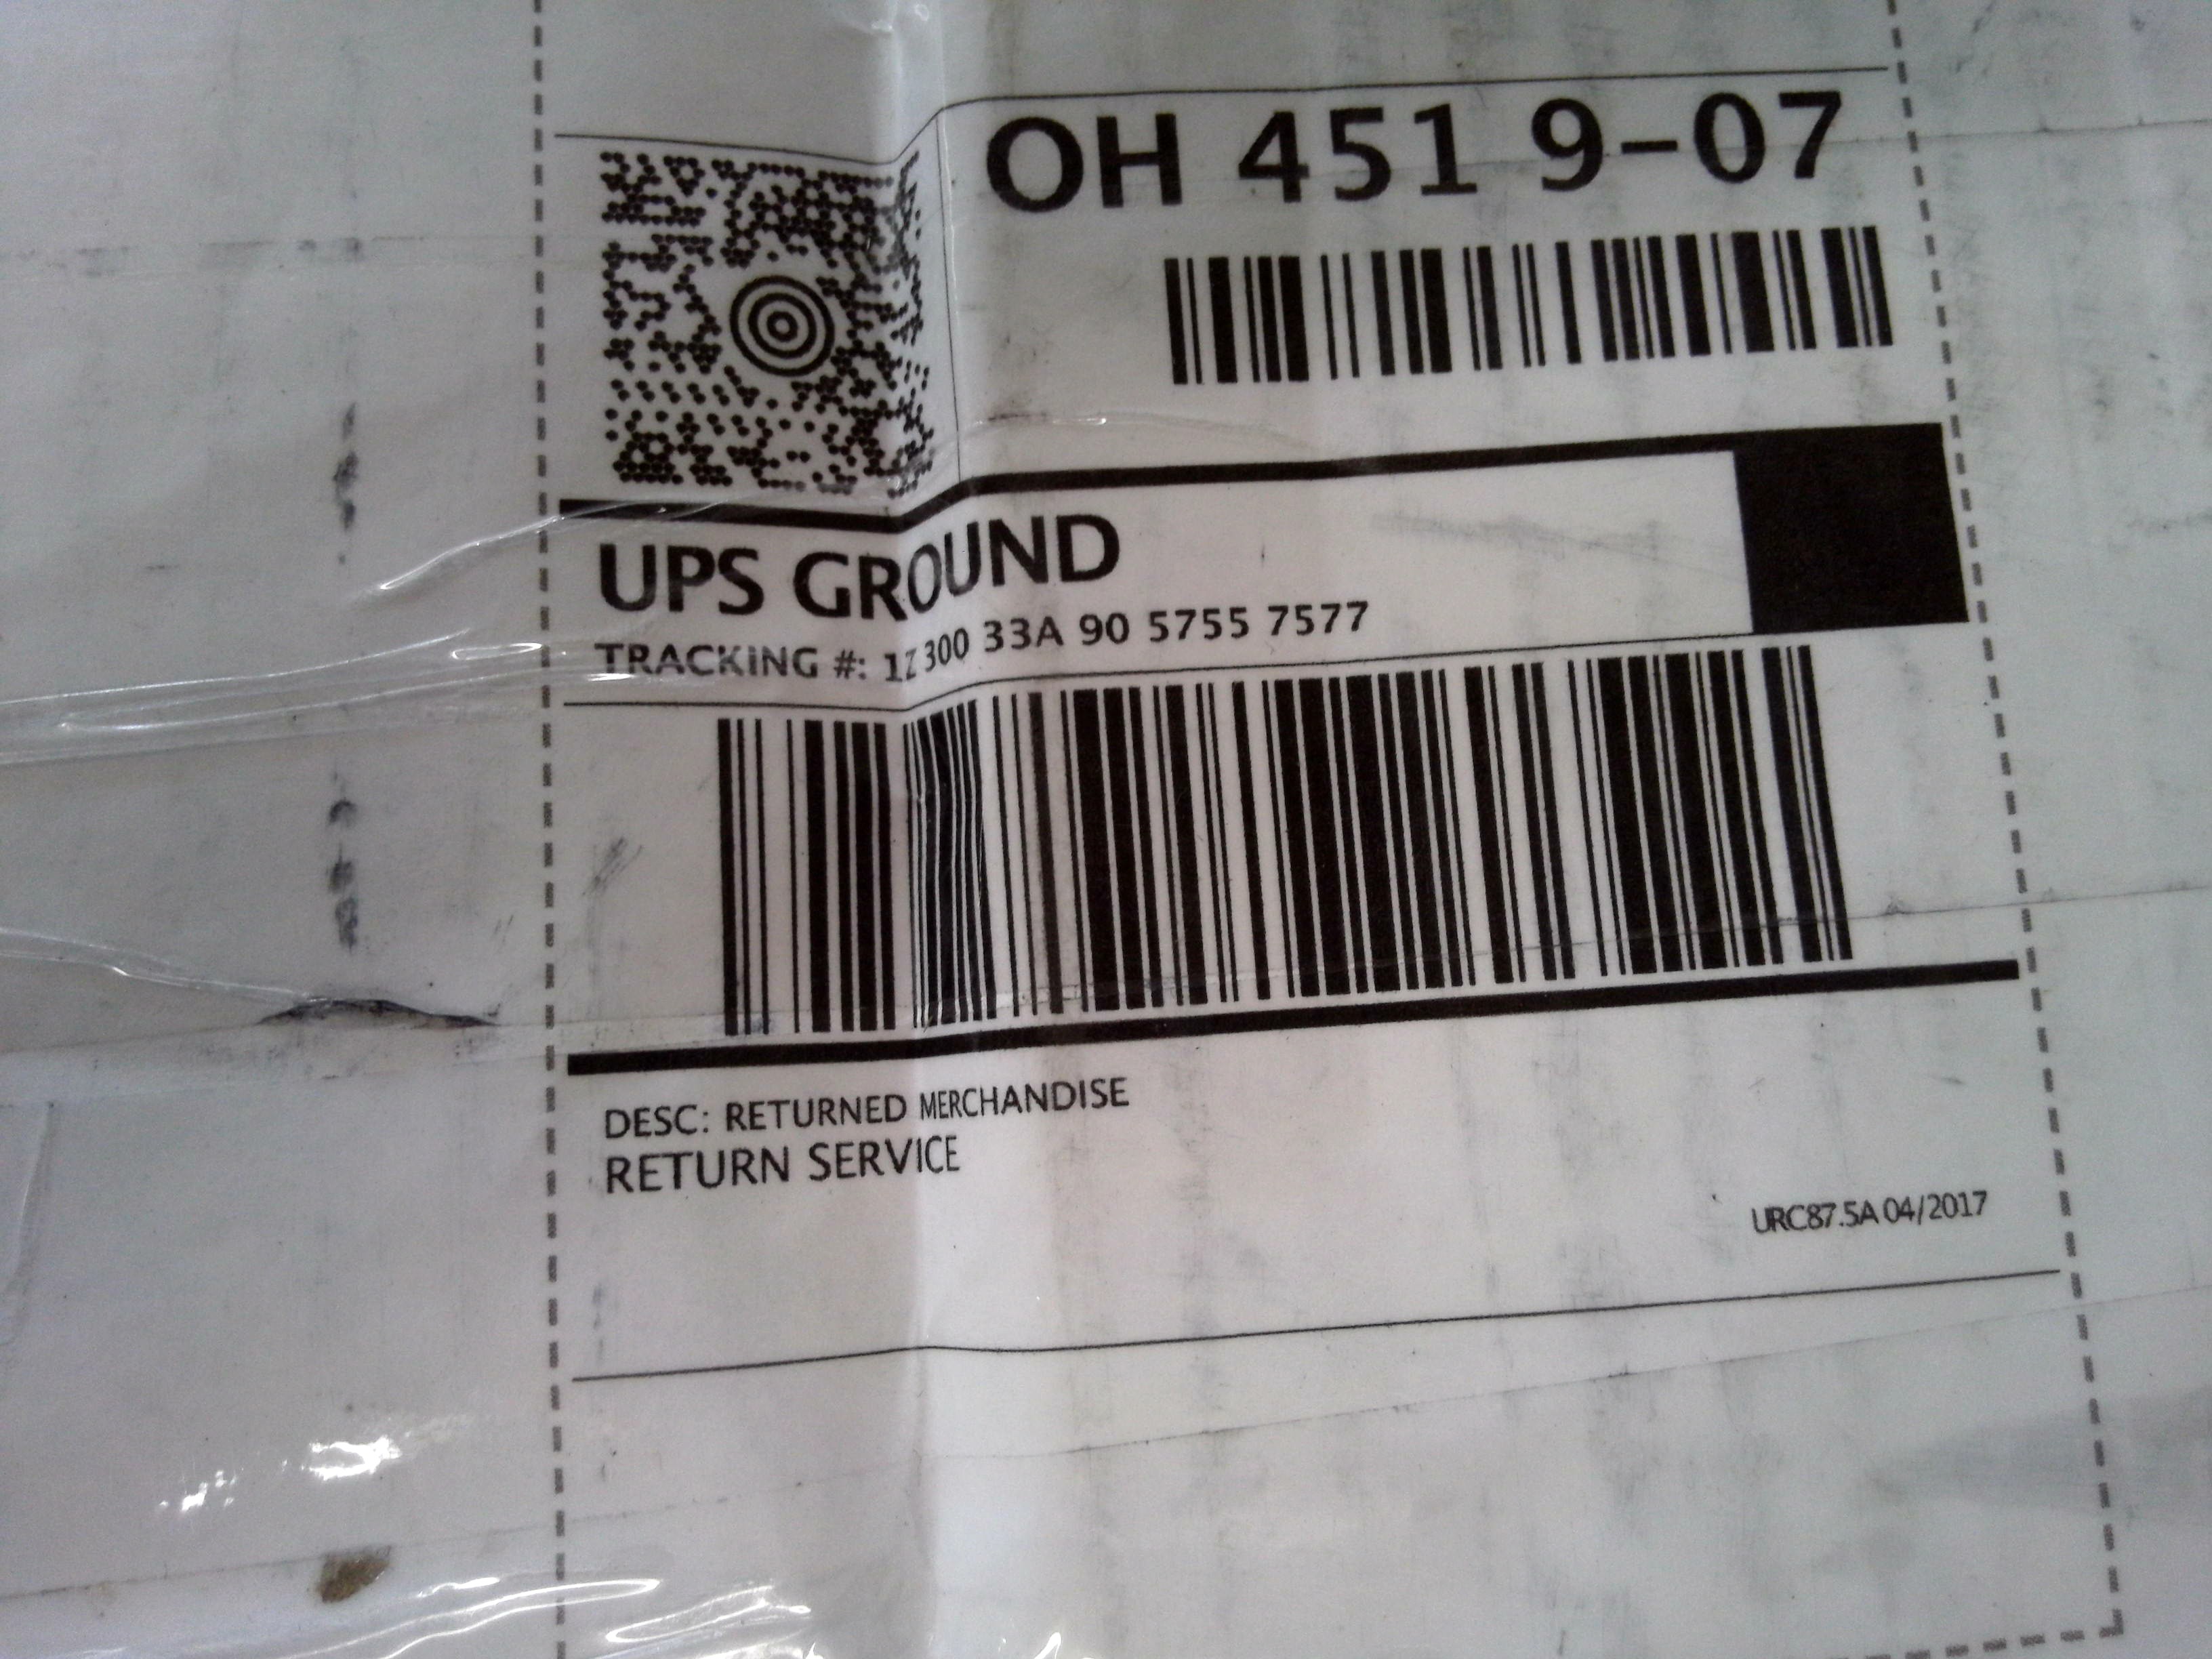 OH 451 9-07
UPS GROUND
TRACKING #: 1Z 300 33A 90 5755 7577
DESC: RETURNED MERCHANDISE
RETURN SERVICE
URC87.5A 04/2017